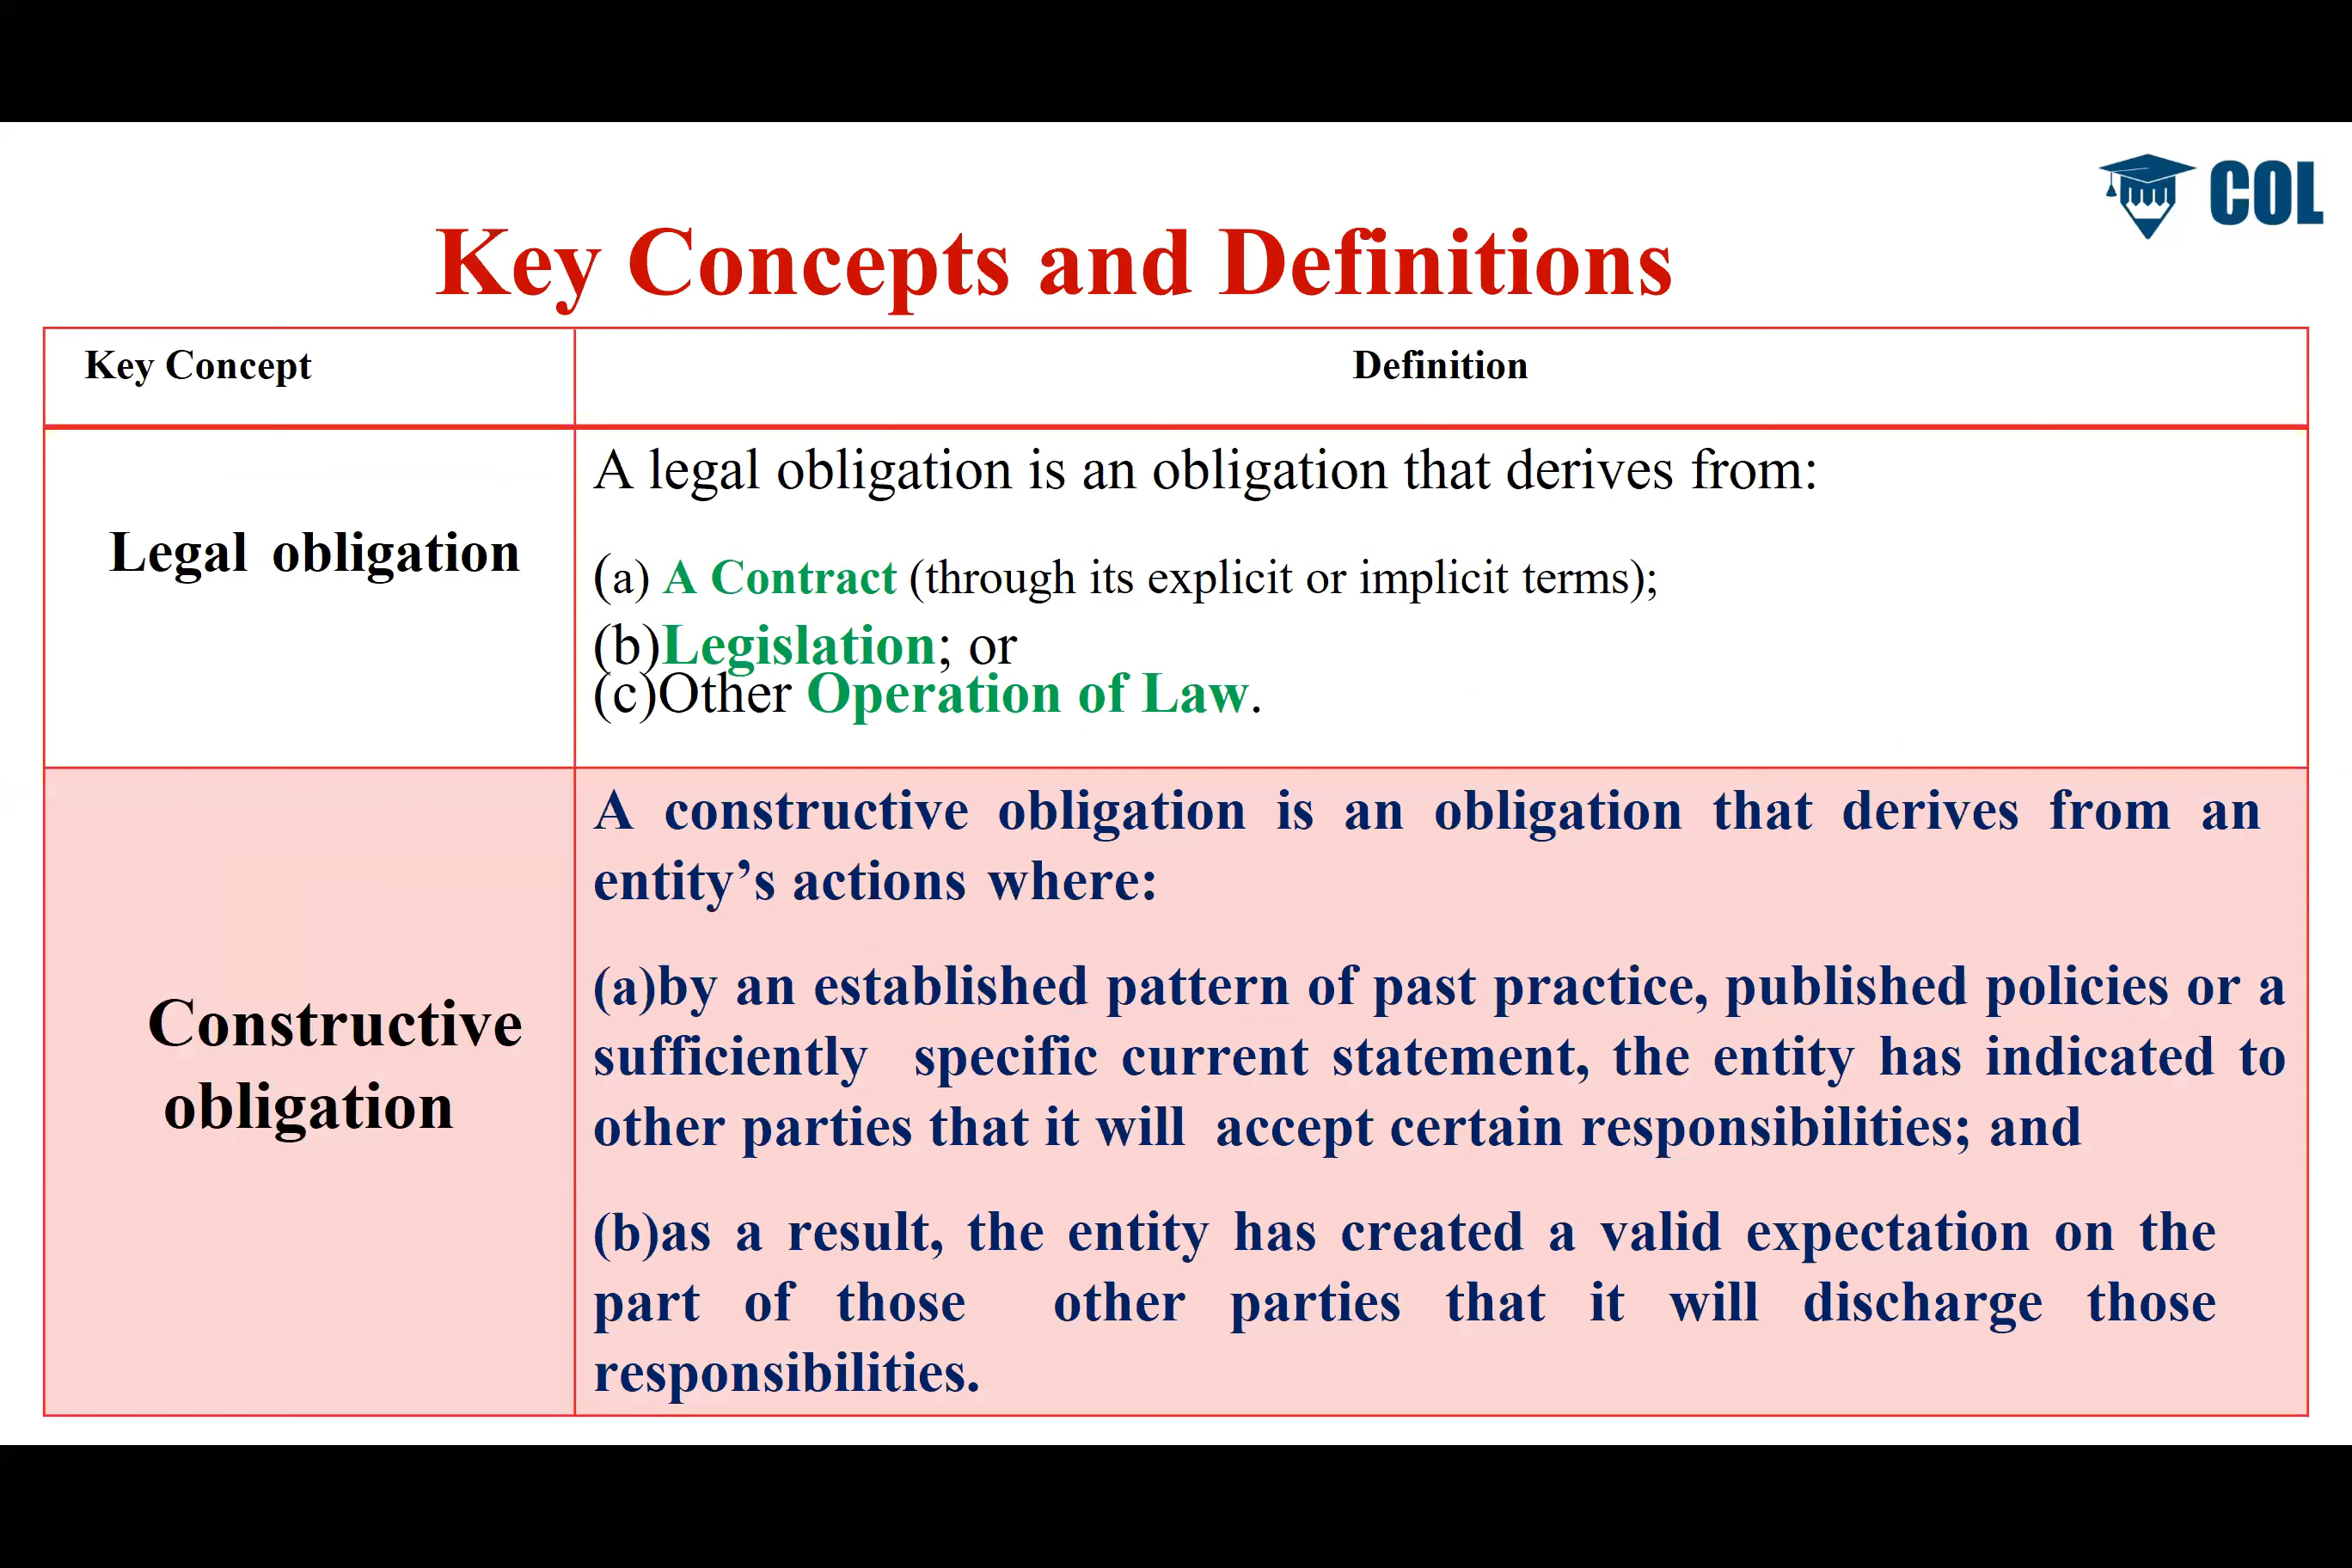 COL
Key Concepts and Definitions
Key Concept
Definition
Legal obligation
A legal obligation is an obligation that derives from:
(a) A Contract (through its explicit or implicit terms);
(b)Legislation; or
(c)Other Operation of Law.
Constructive
obligation
A constructive obligation is an obligation that derives from an
entity’s actions where:
(a)by an established pattern of past practice, published policies or a
sufficiently specific current statement, the entity has indicated to
other parties that it will accept certain responsibilities; and
(b)as a result, the entity has created a valid expectation on the
part of those other parties that it will discharge those
responsibilities.